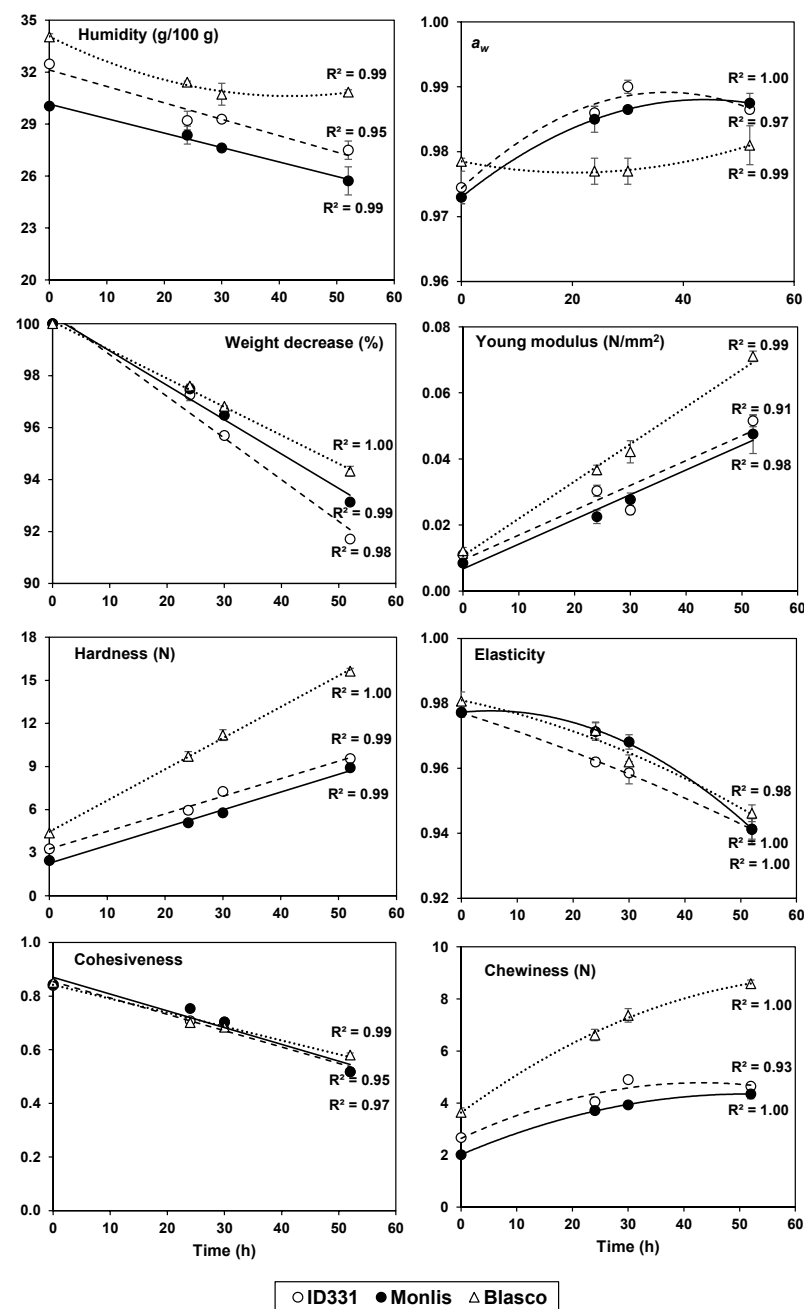 Humidity (g/100 g)
36
32
28
24
20
0 10 20 30 40 50 60
R² = 0.99
R² = 0.95
R² = 0.99
a_w
1.00
0.99
0.98
0.97
0.96
0 20 40 60
R² = 1.00
R² = 0.97
R² = 0.99
Weight decrease (%)
100
98
96
94
92
90
0 10 20 30 40 50 60
R² = 1.00
R² = 0.99
R² = 0.98
Young modulus (N/mm²)
0.08
0.06
0.04
0.02
0.00
0 10 20 30 40 50 60
R² = 0.99
R² = 0.91
R² = 0.98
Hardness (N)
18
15
12
9
6
3
0
0 10 20 30 40 50 60
R² = 1.00
R² = 0.99
R² = 0.99
Elasticity
1.00
0.98
0.96
0.94
0.92
0 10 20 30 40 50 60
R² = 0.98
R² = 1.00
R² = 1.00
Cohesiveness
1.0
0.8
0.6
0.4
0.2
0.0
0 10 20 30 40 50 60
R² = 0.99
R² = 0.95
R² = 0.97
Time (h)
Chewiness (N)
10
8
6
4
2
0
0 10 20 30 40 50 60
R² = 1.00
R² = 0.93
R² = 1.00
Time (h)
ID331 Monlis Blasco